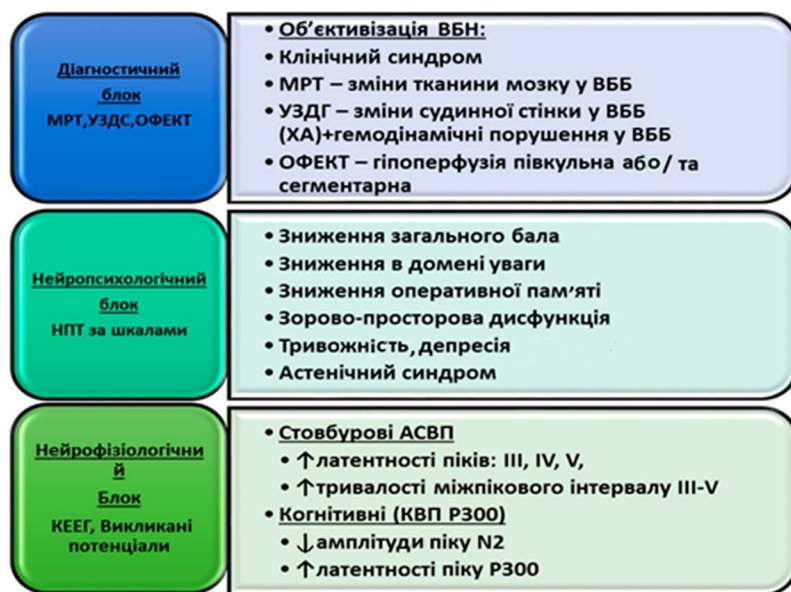 Діагностичний
блок
МРТ,УЗДС,ОФЕКТ
• Об’єктивізація ВБН:
• Клінічний синдром
• МРТ – зміни тканини мозку у ВББ
• УЗДГ – зміни судинної стінки у ВББ
(ХА)+гемодінамічні порушення у ВББ
• ОФЕКТ – гіпоперфузія півкульна або/ та
сегментарна
Нейропсихологічний
блок
НПТ за шкалами
• Зниження загального бала
• Зниження в домені уваги
• Зниження оперативної пам’яті
• Зорово-просторова дисфункція
• Тривожність, депресія
• Астенічний синдром
Нейрофізіологічни
й
Блок
КЕЕГ, Викликані
потенціали
• Стовбурові АСВП
• ↑латентності піків: III, IV, V,
• ↑тривалості міжпікового інтервалу III-V
• Когнітивні (КВП Р300)
• ↓амплітуди піку N2
• ↑латентності піку Р300